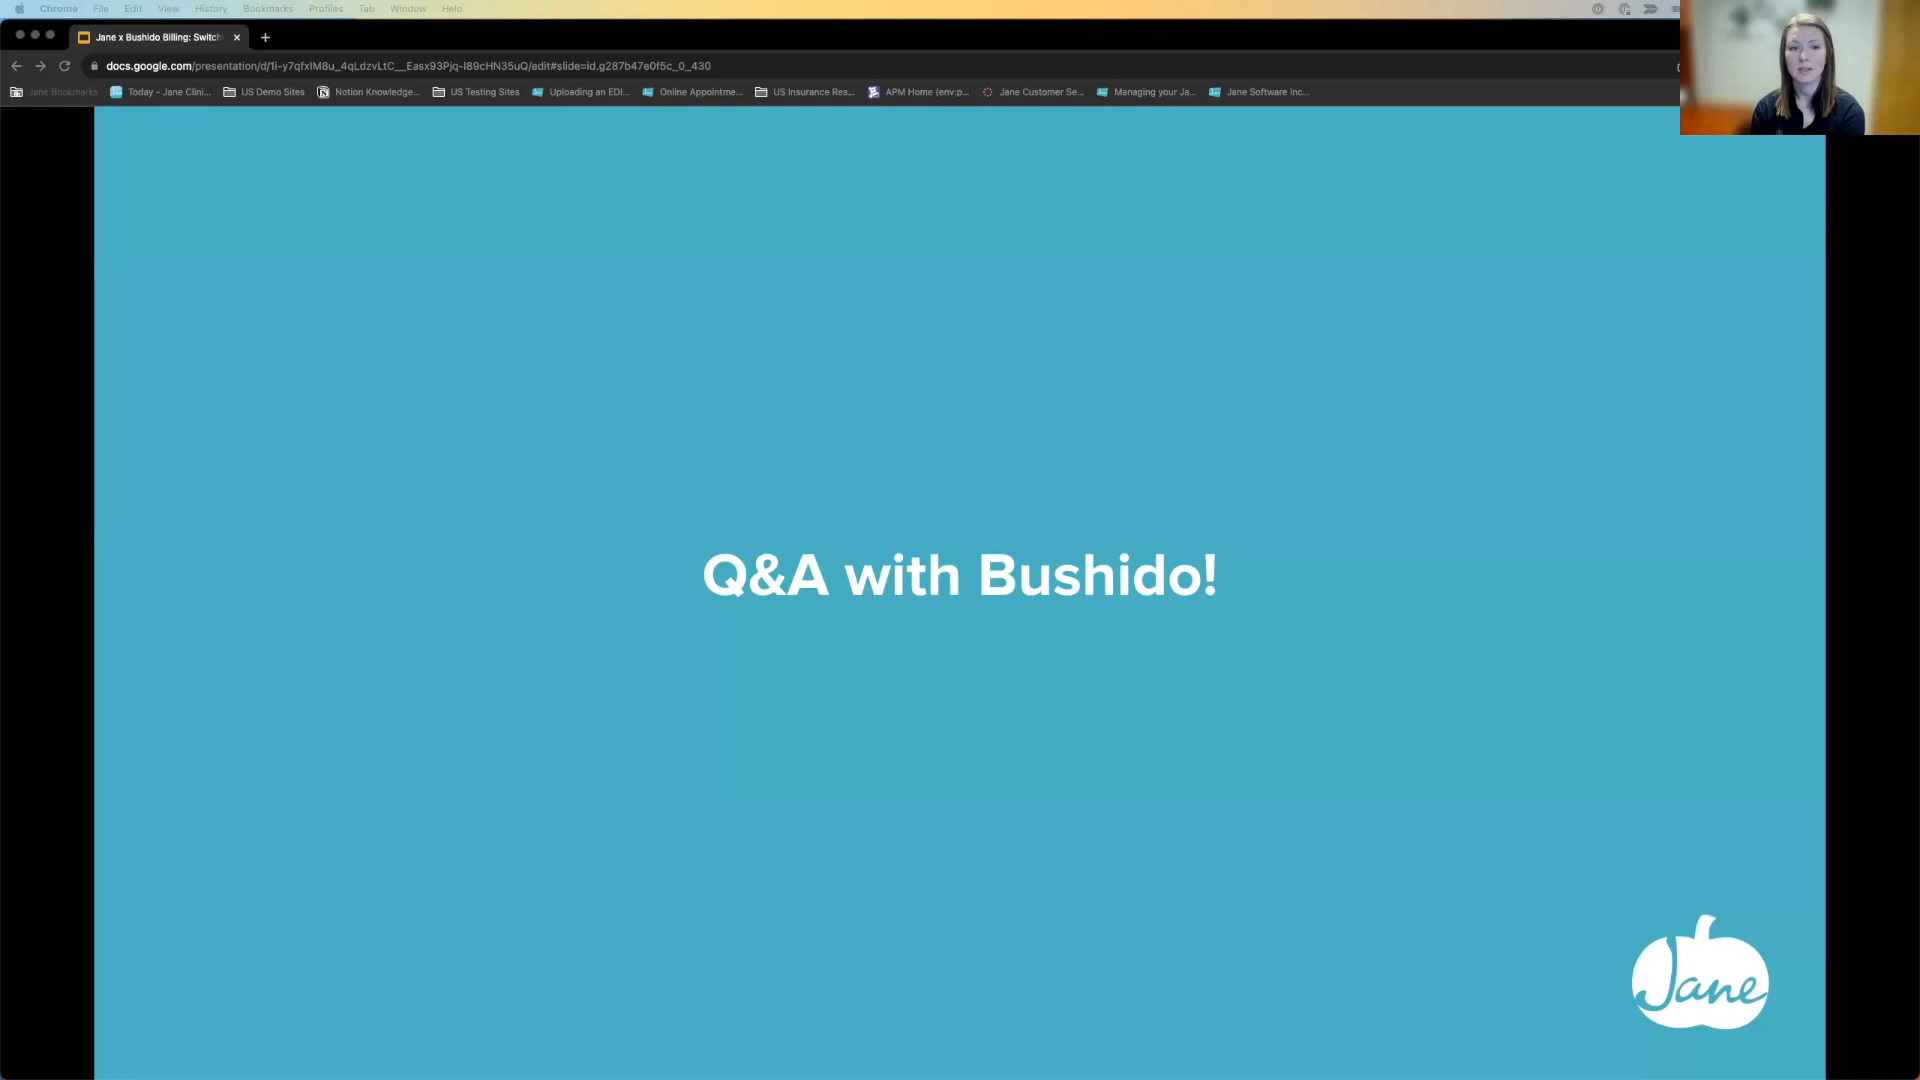 Chrome File Edit View History Bookmarks Profiles Tab Window Help
Jane x Bushido Billing: Switch
docs.google.com/presentation/d/1i-y7qfxlM8u_4qLdzvLtC__Easx93Pjq-I89cHN35uQ/edit#slide=id.g287b47e0f5c_0_430
Jane Bookmarks Today - Jane Clini... US Demo Sites Notion Knowledge... US Testing Sites Uploading an EDI... Online Appointme... US Insurance Res... APM Home (env:p... Jane Customer Se... Managing your Ja... Jane Software Inc...
Q&A with Bushido!
Jane